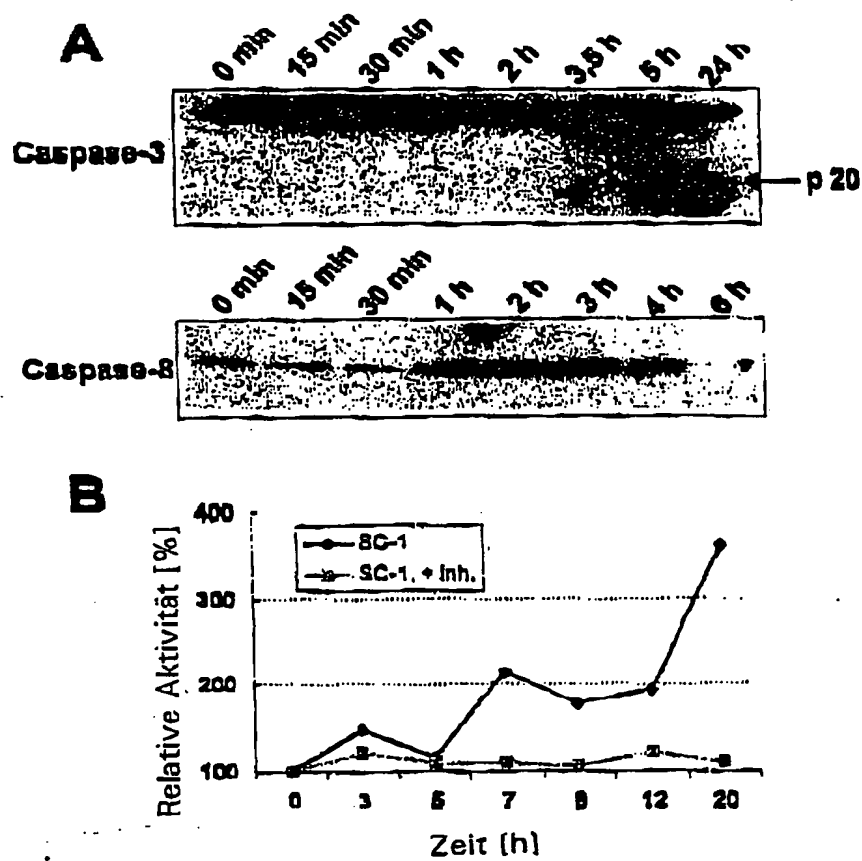 A
0 min 15 min 30 min 1 h 2 h 3,5 h 5 h 24 h
Caspase-3
p 20
0 min 15 min 30 min 1 h 2 h 3 h 4 h 6 h
Caspase-8
B
Relative Aktivität [%]
400
SC-1
SC-1, + Inh.
300
200
100
0 3 5 7 9 12 20
Zeit [h]